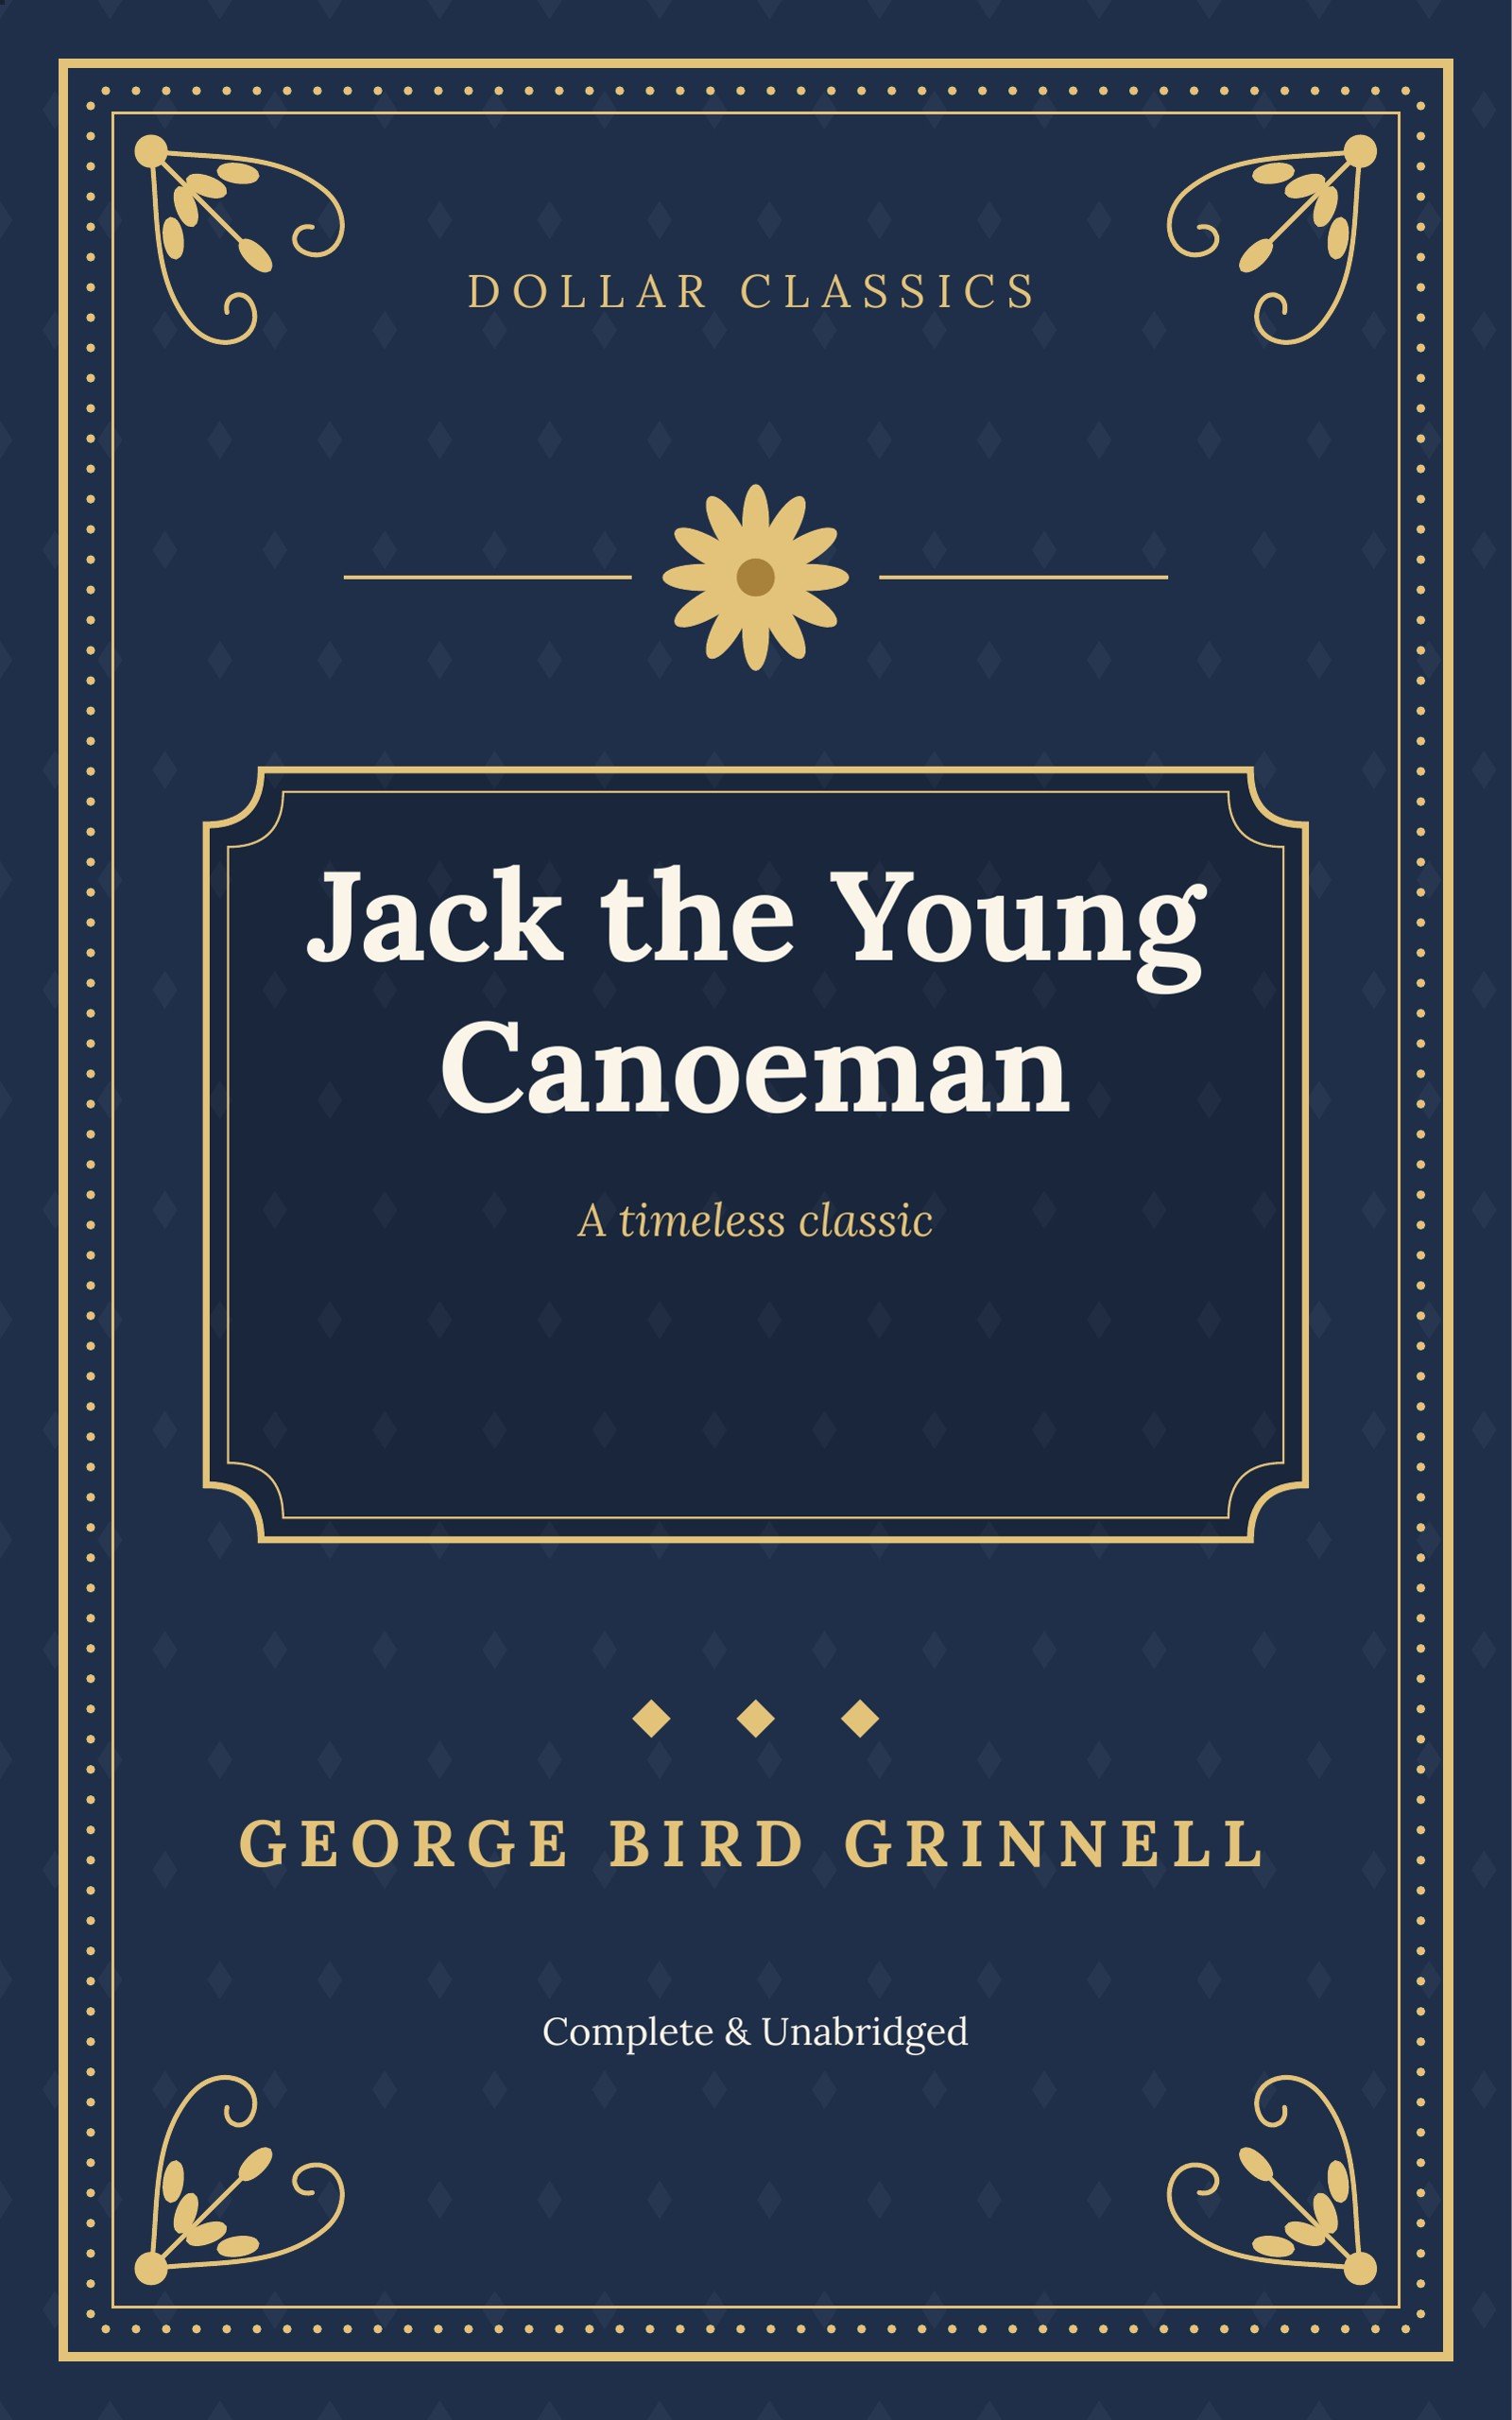 DOLLAR CLASSICS
Jack the Young
Canoeman
A timeless classic
GEORGE BIRD GRINNELL
Complete & Unabridged